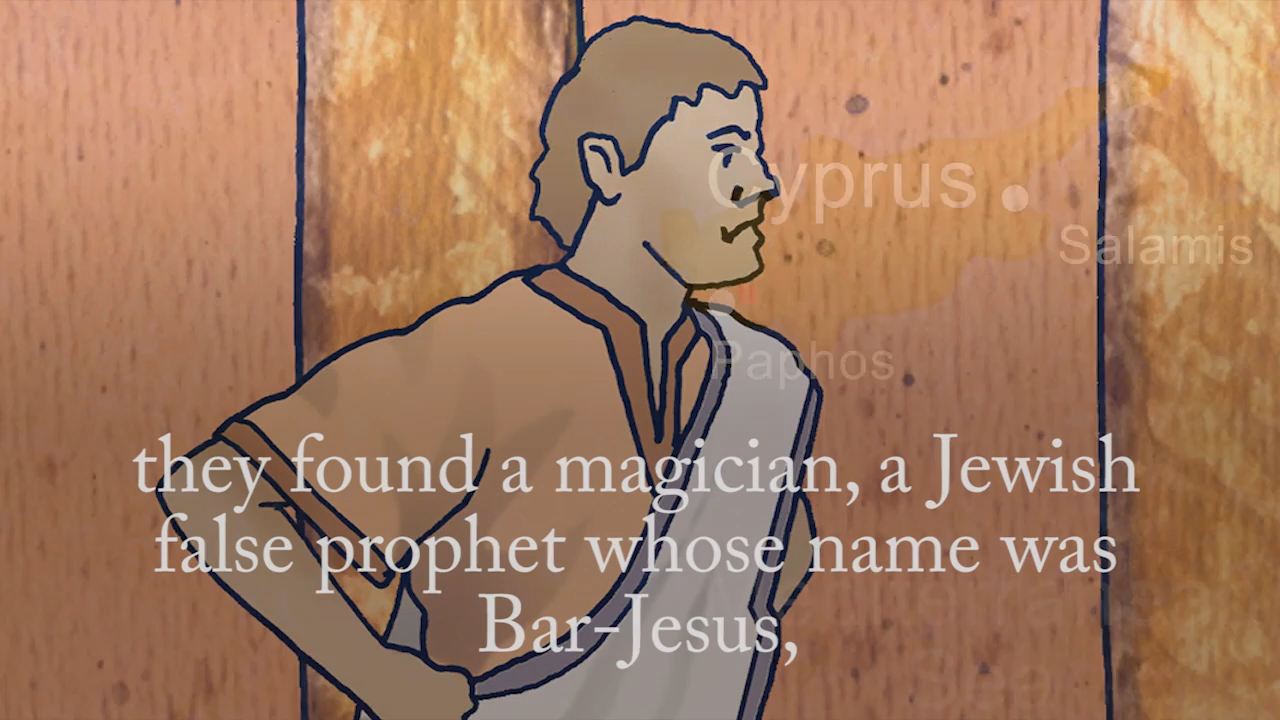 Cyprus
Salamis
Paphos
they found a magician, a Jewish
false prophet whose name was
Bar-Jesus,